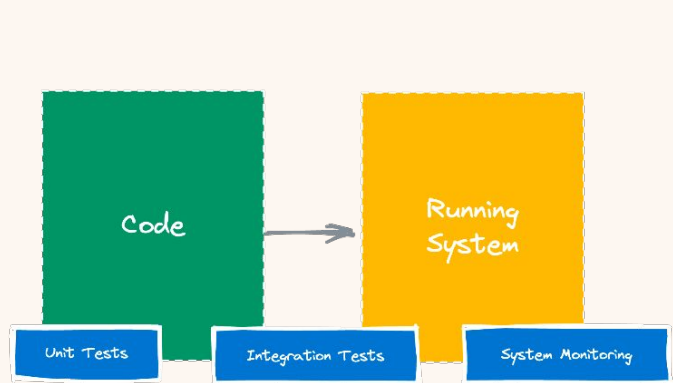 Code
Running
System
Unit Tests
Integration Tests
System Monitoring